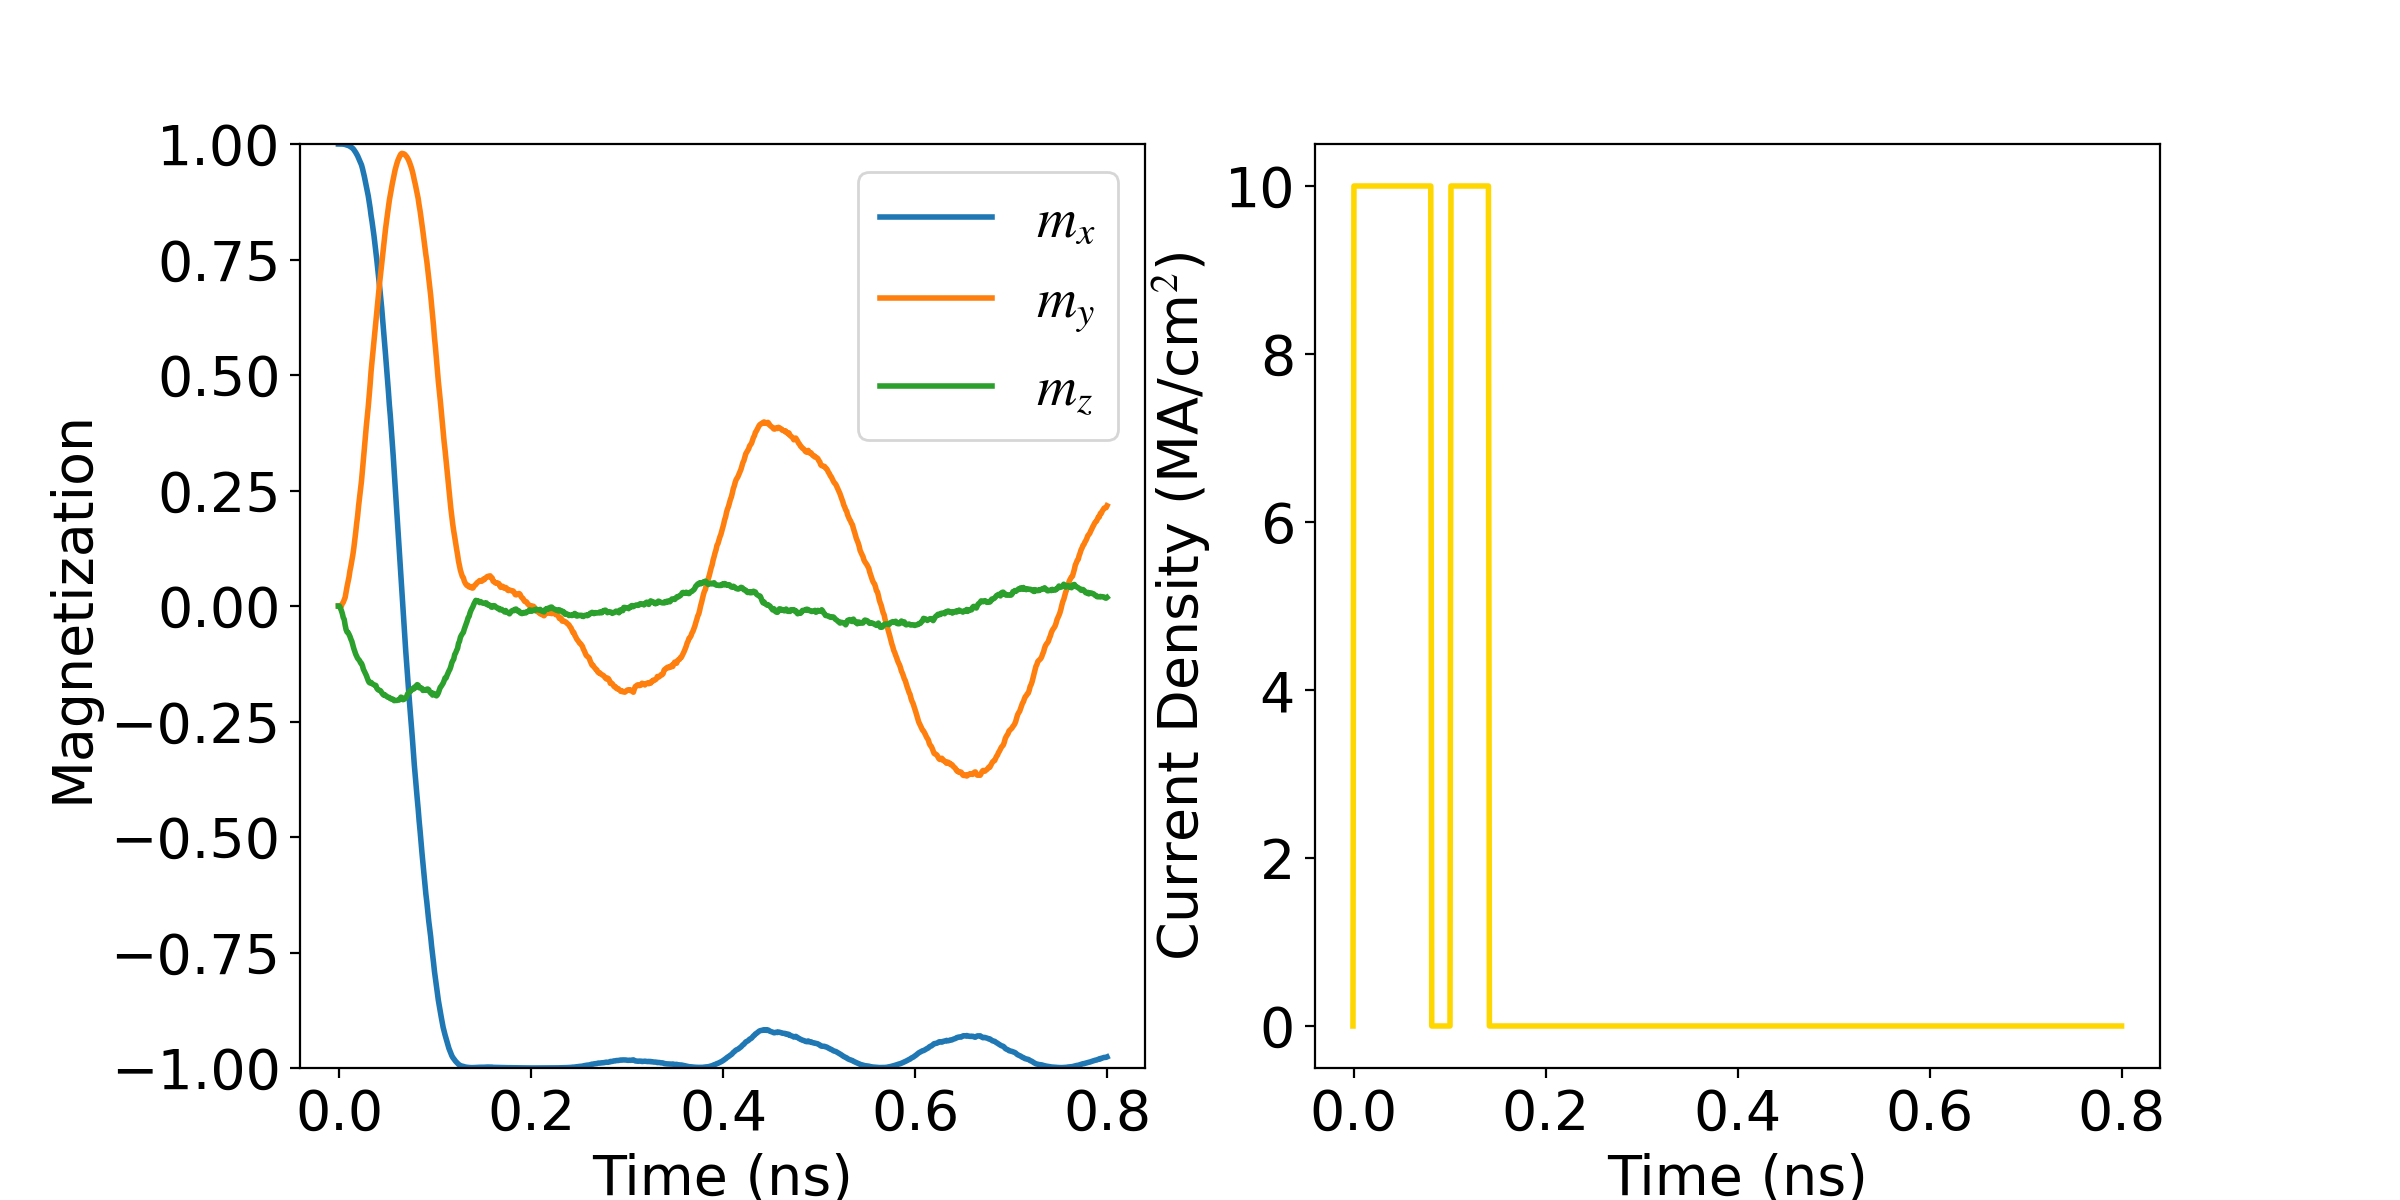 1.00
0.75
0.50
0.25
0.00
−0.25
−0.50
−0.75
−1.00
Magnetization
0.0 0.2 0.4 0.6 0.8
Time (ns)
m_x
m_y
m_z
10
8
6
4
2
0
Current Density (MA/cm²)
0.0 0.2 0.4 0.6 0.8
Time (ns)